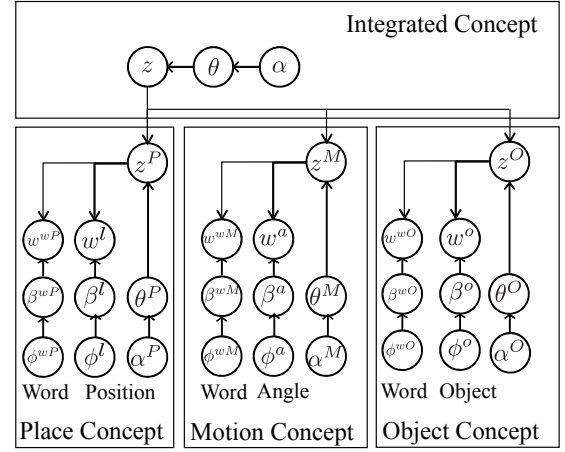 Integrated Concept
z θ α
z^P z^M z^O
w^{wP} w^l w^{wM} w^a w^{wO} w^o
β^{wP} β^l θ^P β^{wM} β^a θ^M β^{wO} β^o θ^O
ϕ^{wP} ϕ^l α^P ϕ^{wM} ϕ^a α^M ϕ^{wO} ϕ^o α^O
Word Position Word Angle Word Object
Place Concept Motion Concept Object Concept